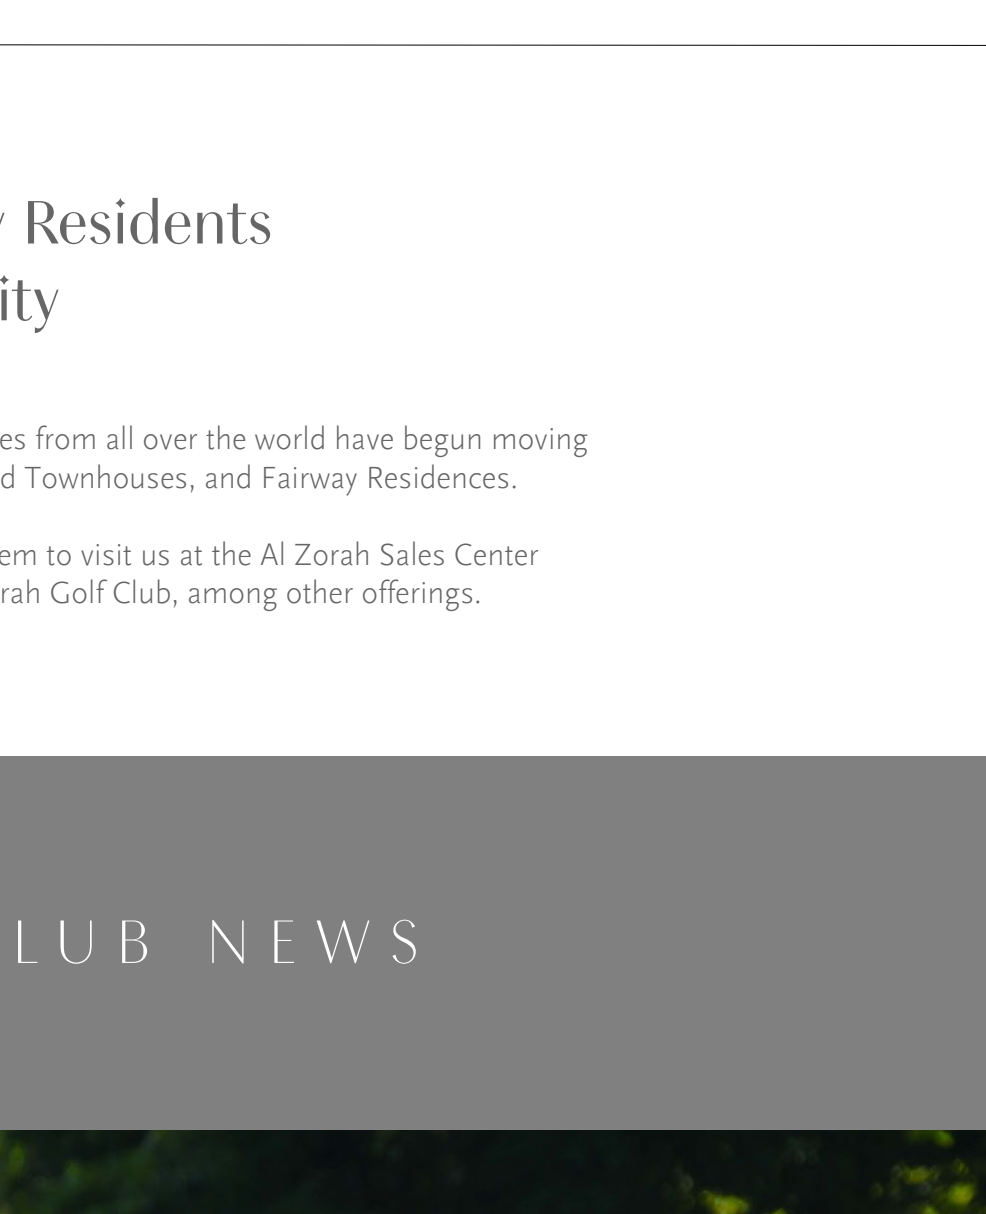 Residents
ity
es from all over the world have begun moving
d Townhouses, and Fairway Residences.
em to visit us at the Al Zorah Sales Center
rah Golf Club, among other offerings.
LUB NEWS